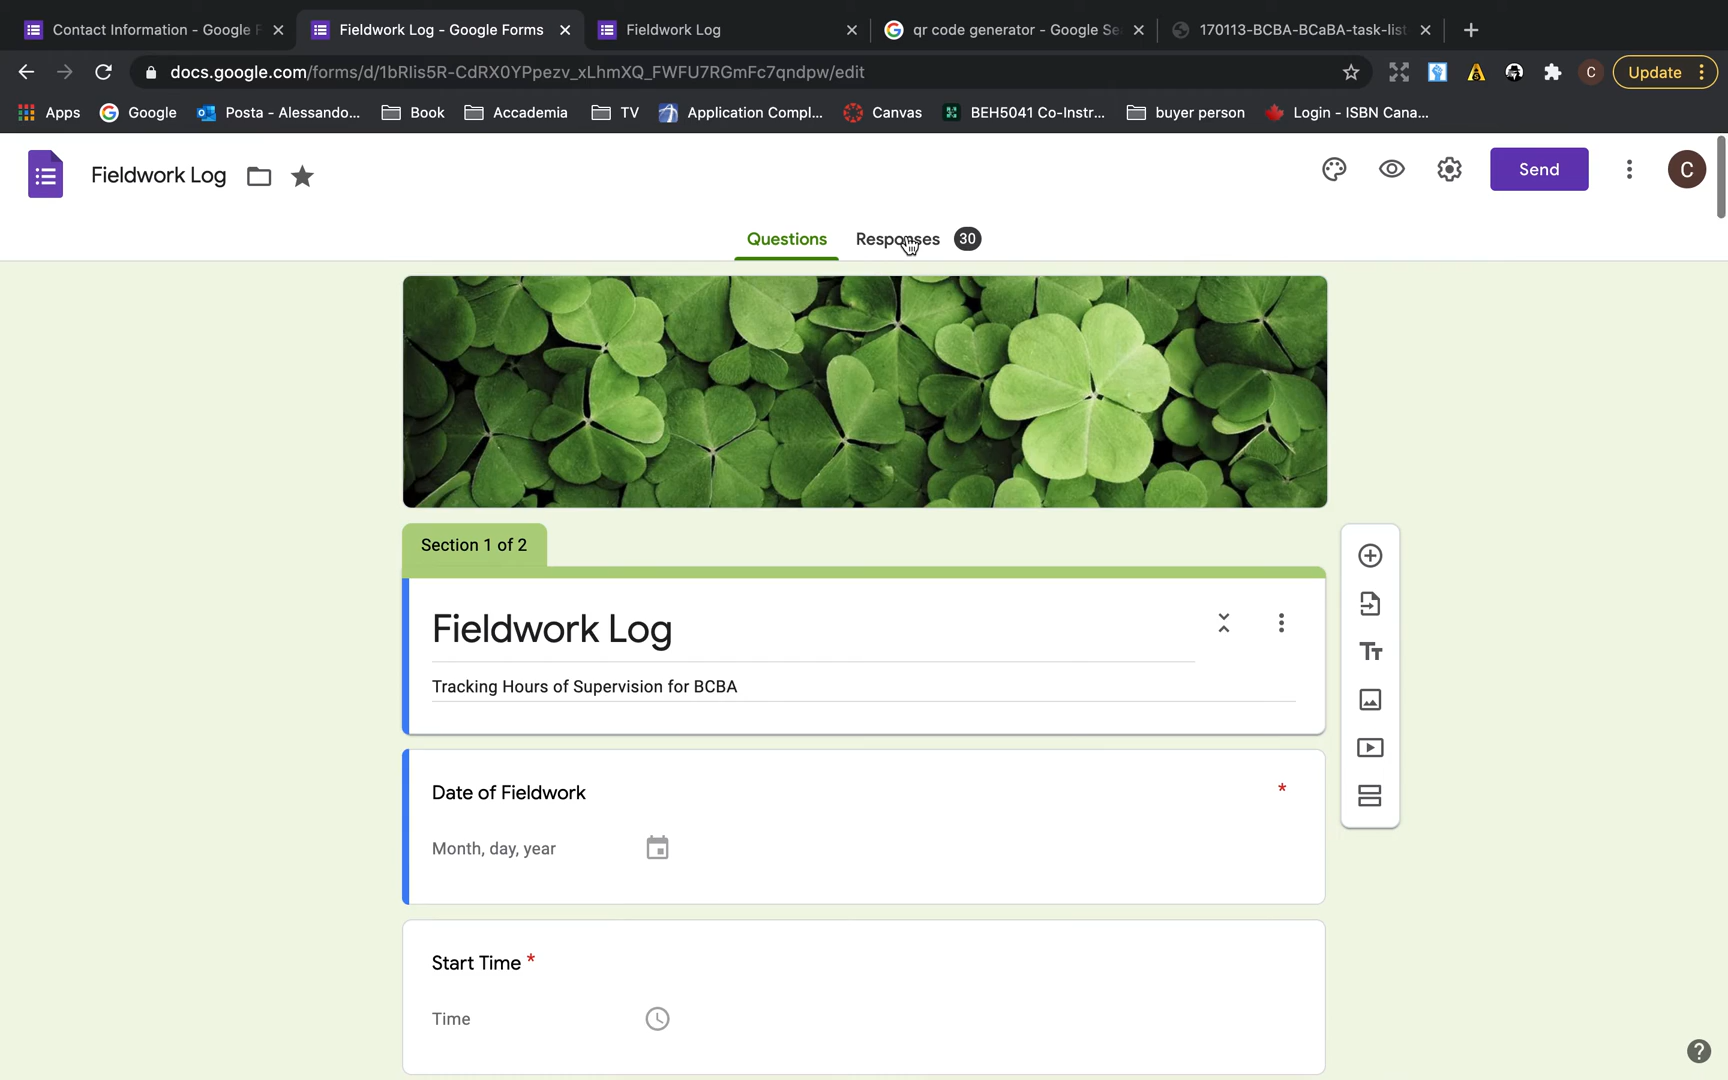 Contact Information - Google F
Fieldwork Log - Google Forms
Fieldwork Log
qr code generator - Google Se
170113-BCBA-BCaBA-task-list
docs.google.com/forms/d/1bRlis5R-CdRX0YPpezv_xLhmXQ_FWFU7RGmFc7qndpw/edit
C
Update
Apps
Google
Posta - Alessando...
Book
Accademia
TV
Application Compl...
Canvas
BEH5041 Co-Instr...
buyer person
Login - ISBN Cana...
Fieldwork Log
Send
C
Questions
Responses
30
Section 1 of 2
Fieldwork Log
Tracking Hours of Supervision for BCBA
Date of Fieldwork *
Month, day, year
Start Time *
Time